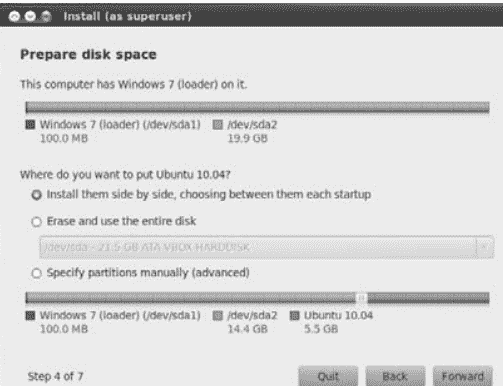 Install (as superuser)
Prepare disk space
This computer has Windows 7 (loader) on it.
Windows 7 (loader) (/dev/sda1) /dev/sda2
100.0 MB 19.9 GB
Where do you want to put Ubuntu 10.04?
Install them side by side, choosing between them each startup
Erase and use the entire disk
/dev/sda - 21.5 GB ATA VBOX HARDDISK
Specify partitions manually (advanced)
Windows 7 (loader) (/dev/sda1) /dev/sda2 Ubuntu 10.04
100.0 MB 14.4 GB 5.5 GB
Step 4 of 7 Quit Back Forward